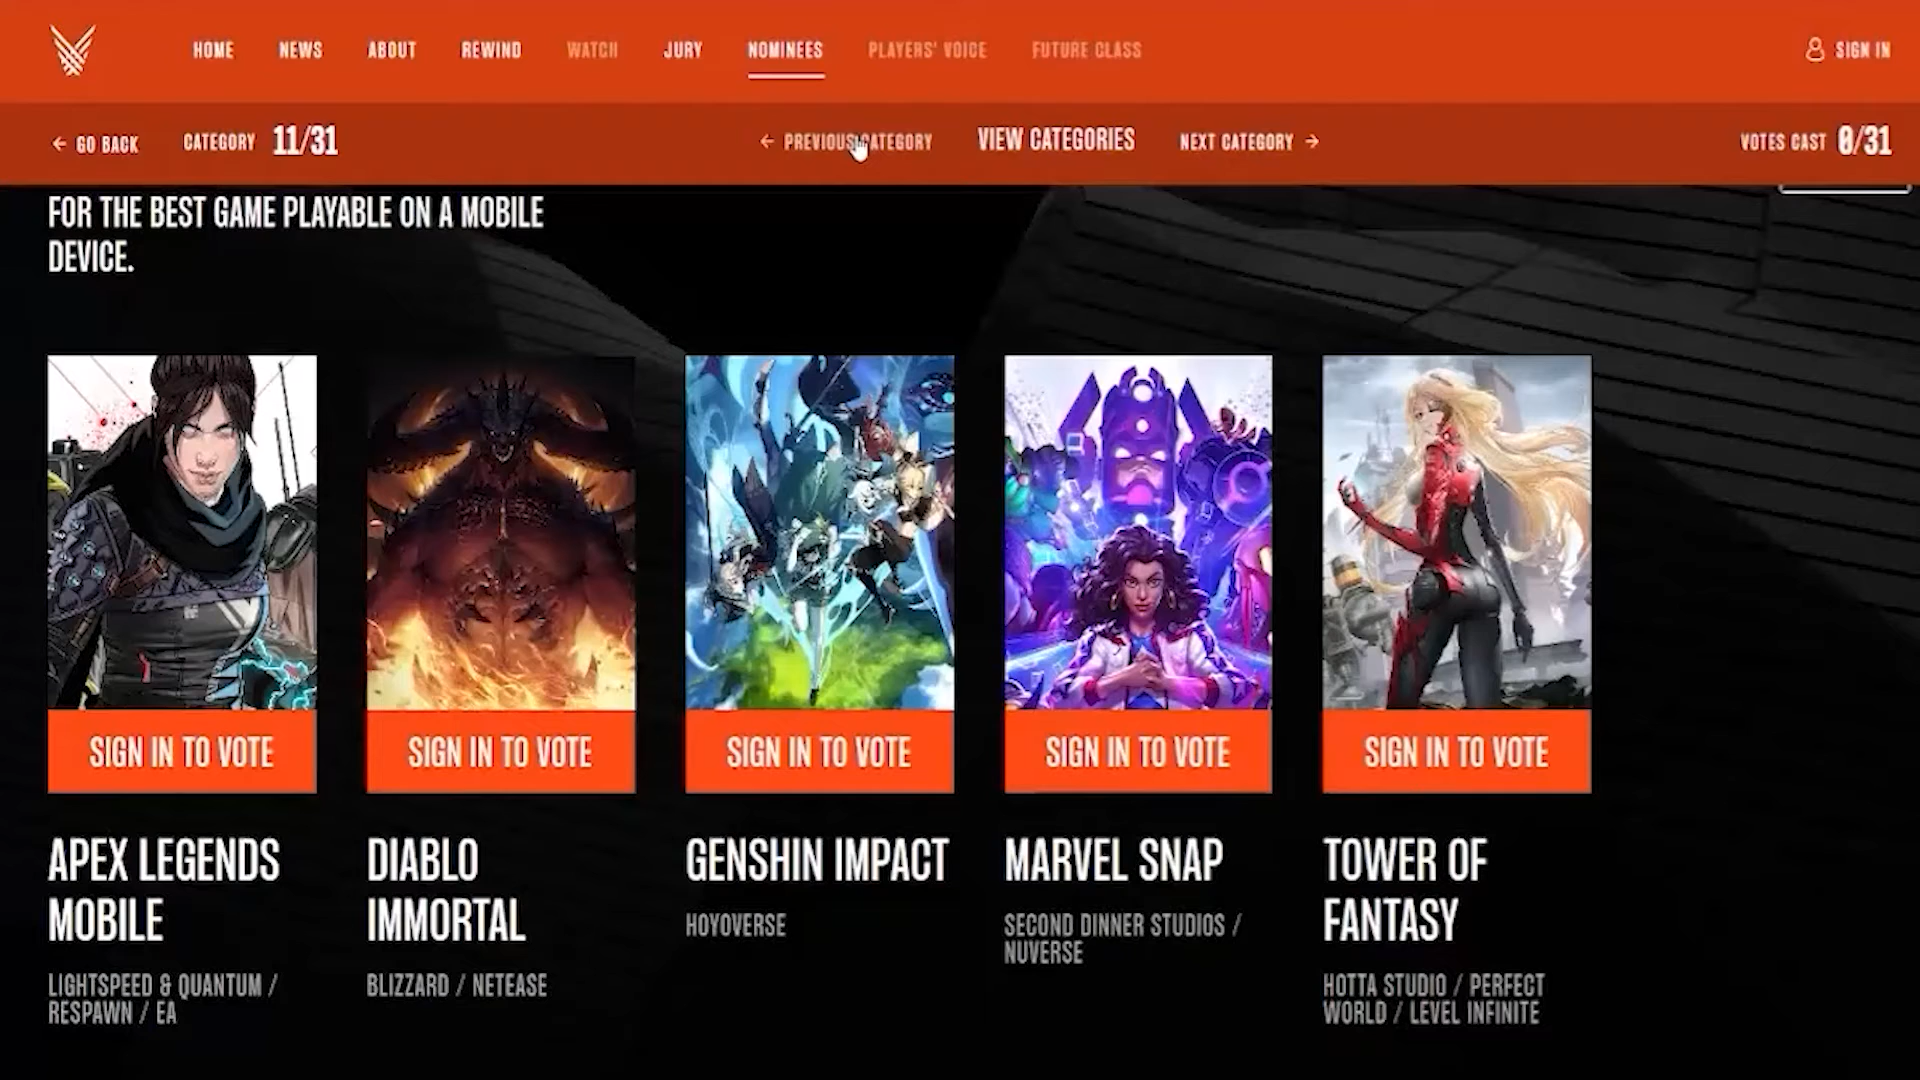 HOME NEWS ABOUT REWIND WATCH JURY NOMINEES PLAYERS' VOICE FUTURE CLASS SIGN IN
GO BACK CATEGORY 11/31 PREVIOUS CATEGORY VIEW CATEGORIES NEXT CATEGORY VOTES CAST 0/31
FOR THE BEST GAME PLAYABLE ON A MOBILE
DEVICE.
SIGN IN TO VOTE
APEX LEGENDS
MOBILE
LIGHTSPEED & QUANTUM /
RESPAWN / EA
SIGN IN TO VOTE
DIABLO
IMMORTAL
BLIZZARD / NETEASE
SIGN IN TO VOTE
GENSHIN IMPACT
HOYOVERSE
SIGN IN TO VOTE
MARVEL SNAP
SECOND DINNER STUDIOS /
NUVERSE
SIGN IN TO VOTE
TOWER OF
FANTASY
HOTTA STUDIO / PERFECT
WORLD / LEVEL INFINITE